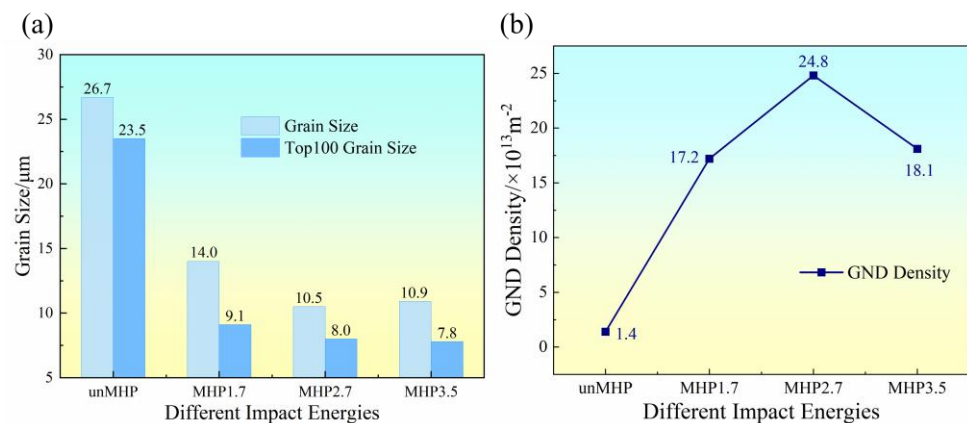 (a)
30
25
20
15
10
5
Grain Size/μm
26.7
23.5
14.0
9.1
10.5
8.0
10.9
7.8
Grain Size
Top100 Grain Size
unMHP MHP1.7 MHP2.7 MHP3.5
Different Impact Energies
(b)
25
20
15
10
5
0
GND Density/×10¹³m⁻²
1.4
17.2
24.8
18.1
GND Density
unMHP MHP1.7 MHP2.7 MHP3.5
Different Impact Energies